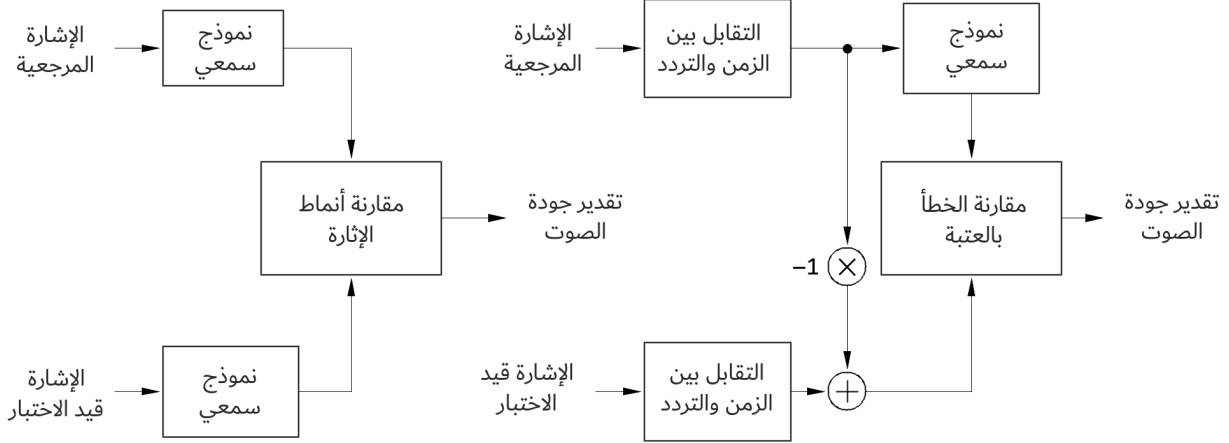 الإشارة
المرجعية
نموذج
سمعي
مقارنة أنماط
الإثارة
تقدير جودة
الصوت
الإشارة
قيد الاختبار
نموذج
سمعي
الإشارة
المرجعية
التقابل بين
الزمن والتردد
نموذج
سمعي
مقارنة الخطأ
بالعتبة
تقدير جودة
الصوت
–1
الإشارة قيد
الاختبار
التقابل بين
الزمن والتردد